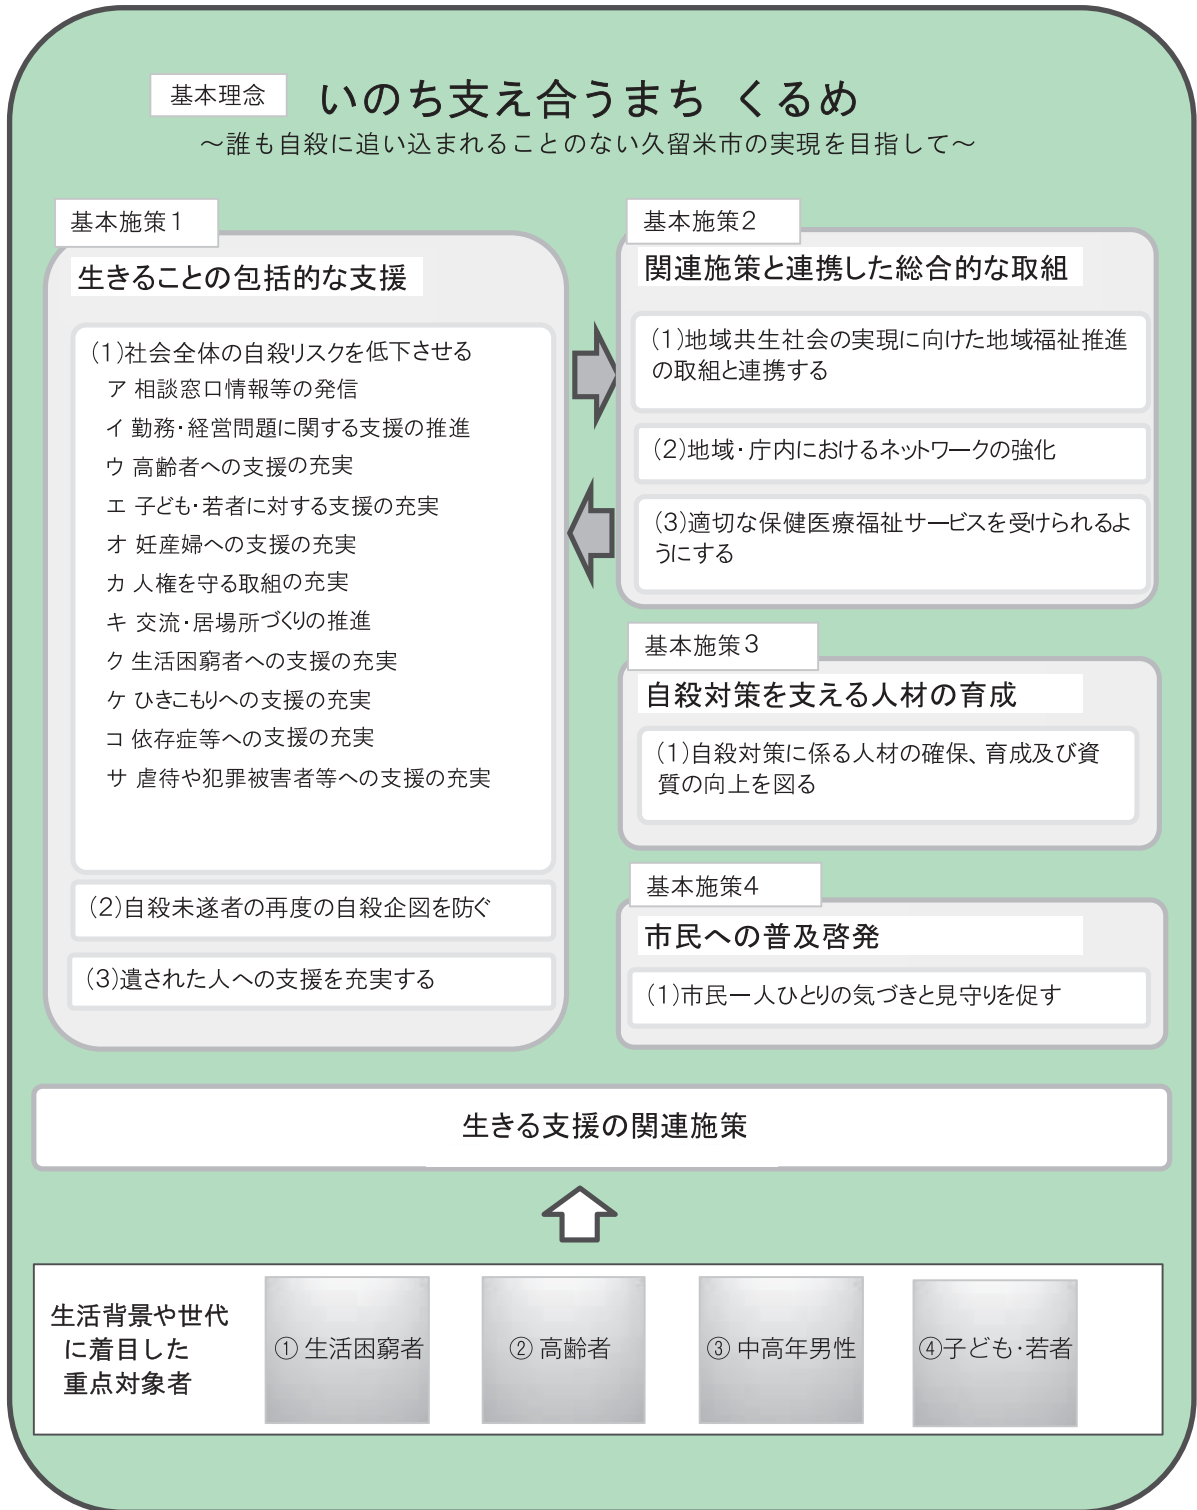 基本理念
いのち支え合うまち くるめ
~誰も自殺に追い込まれることのない久留米市の実現を目指して~
基本施策1
生きることの包括的な支援
(1)社会全体の自殺リスクを低下させる
ア 相談窓口情報等の発信
イ 勤務・経営問題に関する支援の推進
ウ 高齢者への支援の充実
エ 子ども・若者に対する支援の充実
オ 妊産婦への支援の充実
カ 人権を守る取組の充実
キ 交流・居場所づくりの推進
ク 生活困窮者への支援の充実
ケ ひきこもりへの支援の充実
コ 依存症等への支援の充実
サ 虐待や犯罪被害者等への支援の充実
(2)自殺未遂者の再度の自殺企図を防ぐ
(3)遺された人への支援を充実する
基本施策2
関連施策と連携した総合的な取組
(1)地域共生社会の実現に向けた地域福祉推進
の取組と連携する
(2)地域・庁内におけるネットワークの強化
(3)適切な保健医療福祉サービスを受けられるよ
うにする
基本施策3
自殺対策を支える人材の育成
(1)自殺対策に係る人材の確保、育成及び資
質の向上を図る
基本施策4
市民への普及啓発
(1)市民一人ひとりの気づきと見守りを促す
生きる支援の関連施策
生活背景や世代
に着目した
重点対象者
① 生活困窮者
② 高齢者
③ 中高年男性
④子ども・若者